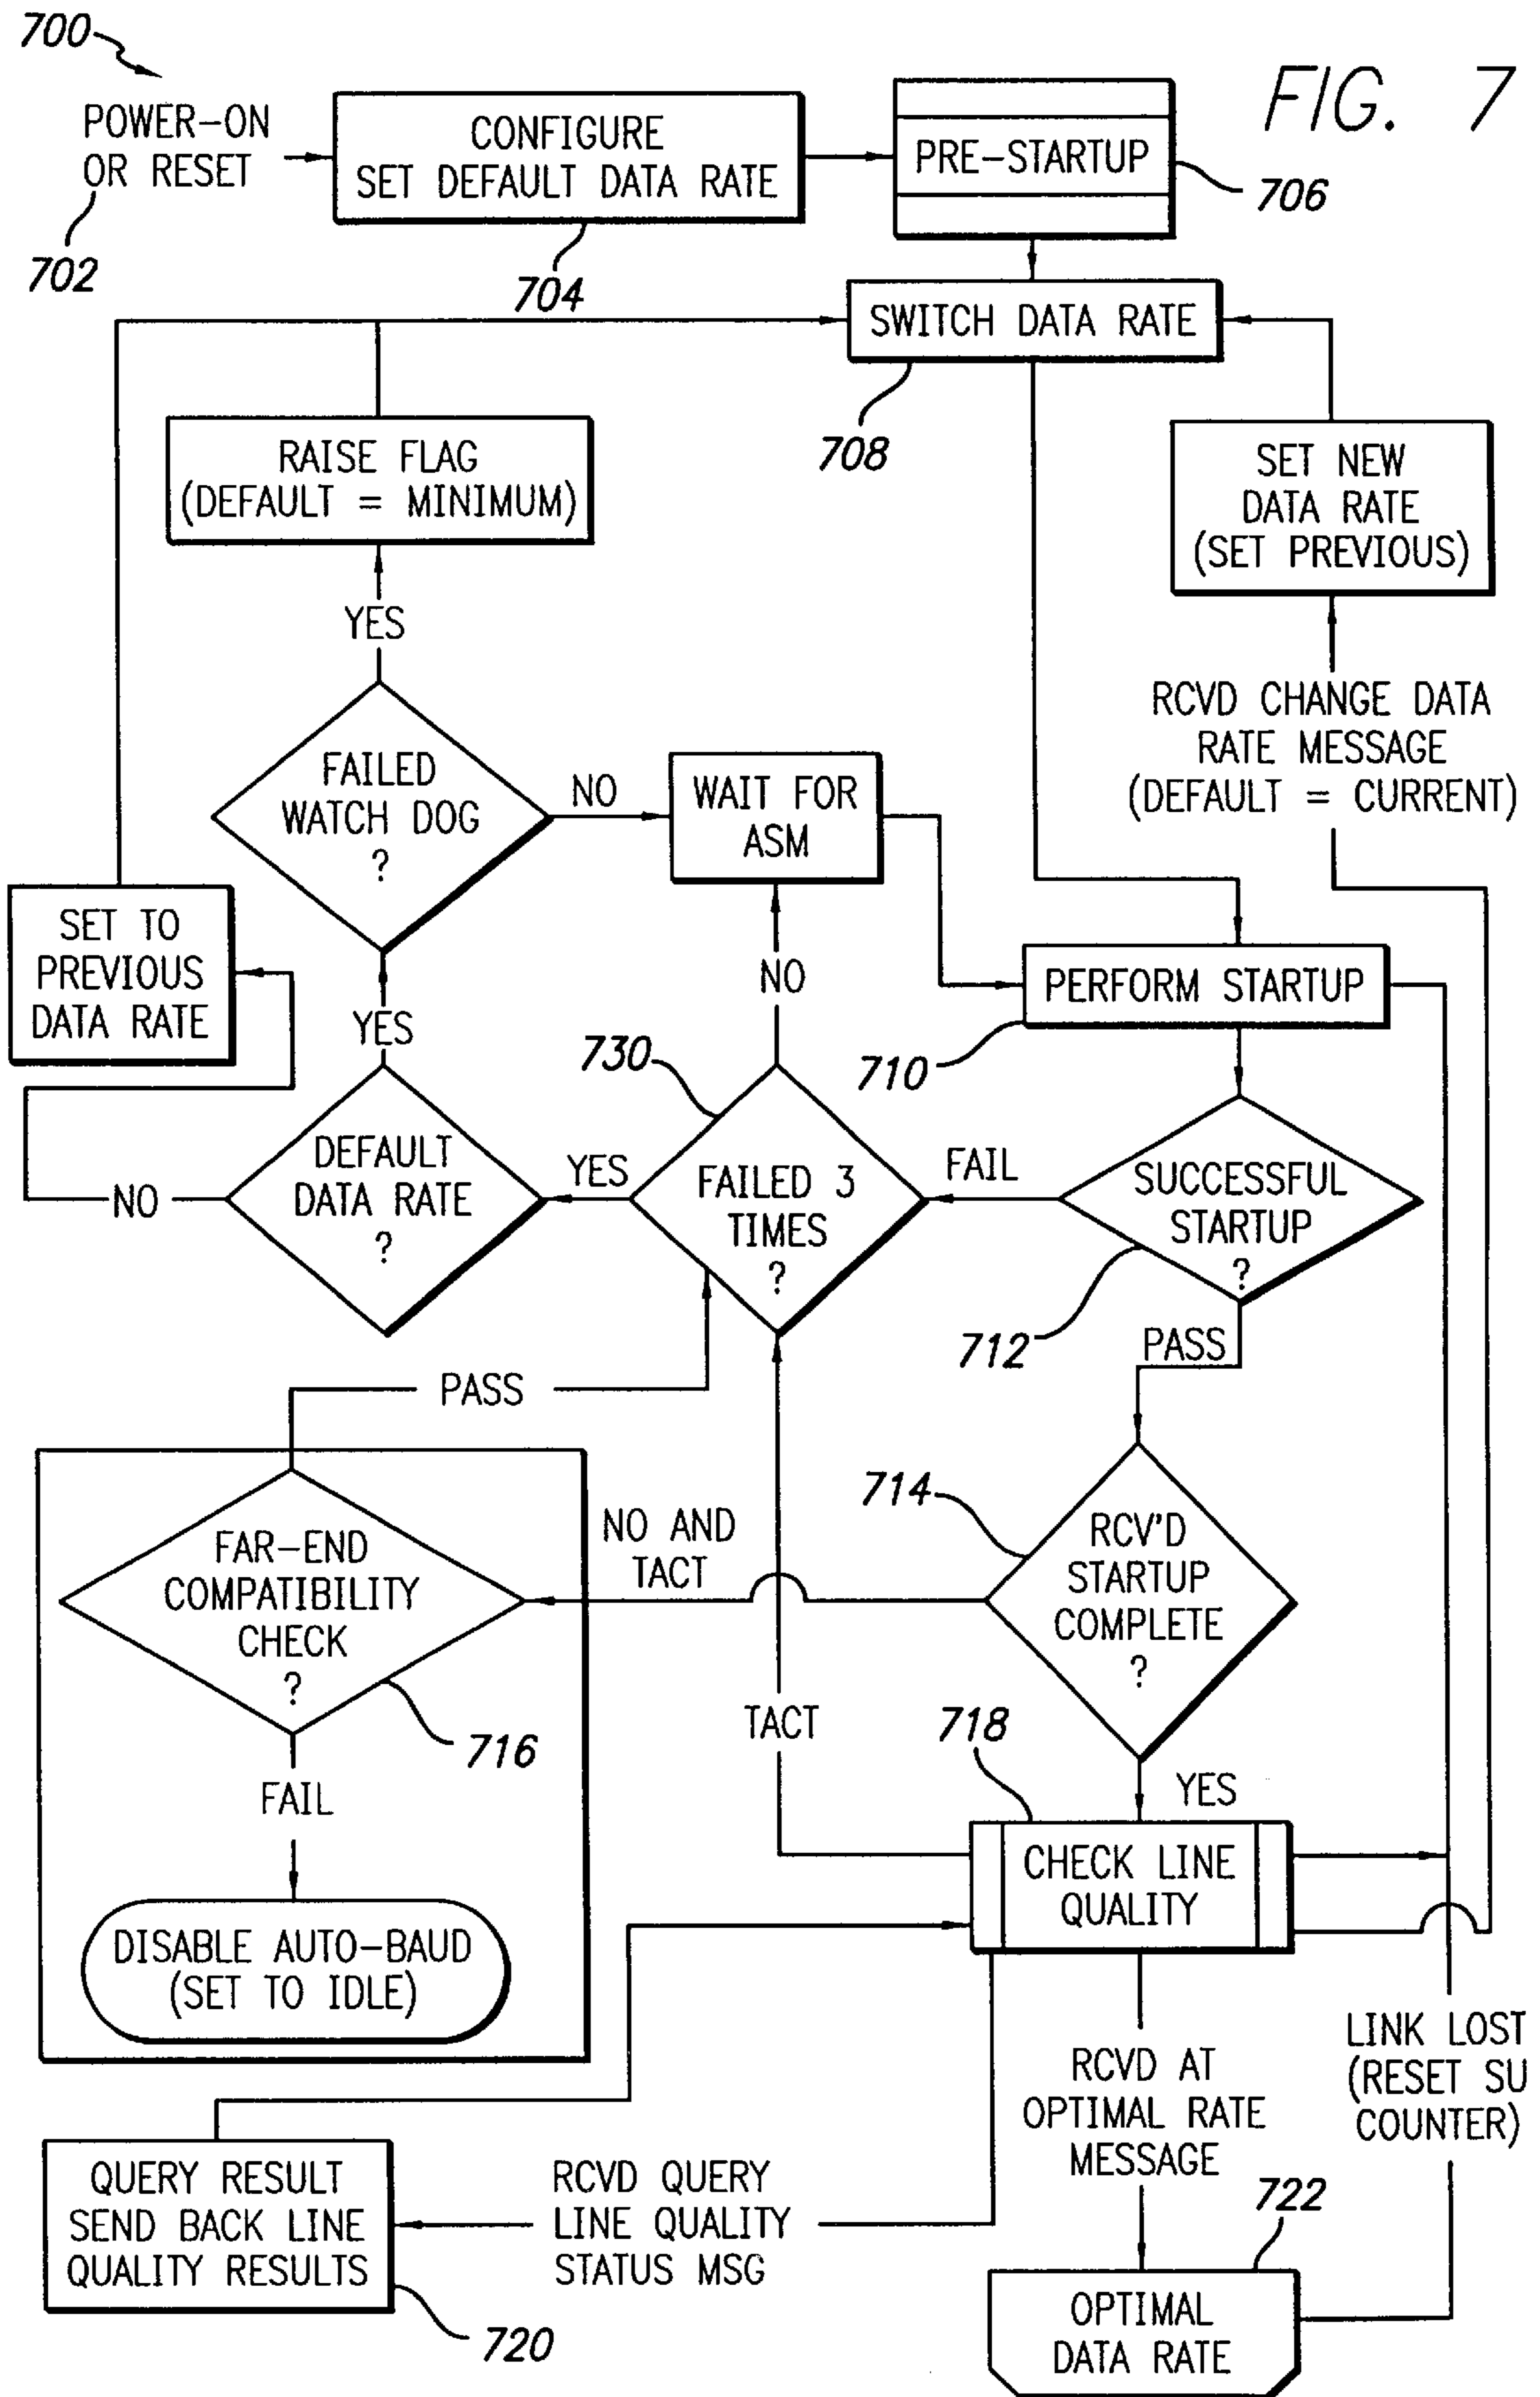 700
FIG. 7
POWER-ON
OR RESET
702
CONFIGURE
SET DEFAULT DATA RATE
704
PRE-STARTUP
706
SWITCH DATA RATE
708
RAISE FLAG
(DEFAULT = MINIMUM)
SET NEW
DATA RATE
(SET PREVIOUS)
YES
RCVD CHANGE DATA
RATE MESSAGE
(DEFAULT = CURRENT)
FAILED
WATCH DOG
?
NO
WAIT FOR
ASM
SET TO
PREVIOUS
DATA RATE
YES
NO
PERFORM STARTUP
710
730
DEFAULT
DATA RATE
?
NO
YES
FAILED 3
TIMES
?
FAIL
SUCCESSFUL
STARTUP
?
712
PASS
PASS
714
RCV'D
STARTUP
COMPLETE
?
NO AND
TACT
FAR-END
COMPATIBILITY
CHECK
?
716
FAIL
TACT
718
YES
CHECK LINE
QUALITY
DISABLE AUTO-BAUD
(SET TO IDLE)
RCVD AT
OPTIMAL RATE
MESSAGE
LINK LOST
(RESET SU
COUNTER)
QUERY RESULT
SEND BACK LINE
QUALITY RESULTS
720
RCVD QUERY
LINE QUALITY
STATUS MSG
722
OPTIMAL
DATA RATE